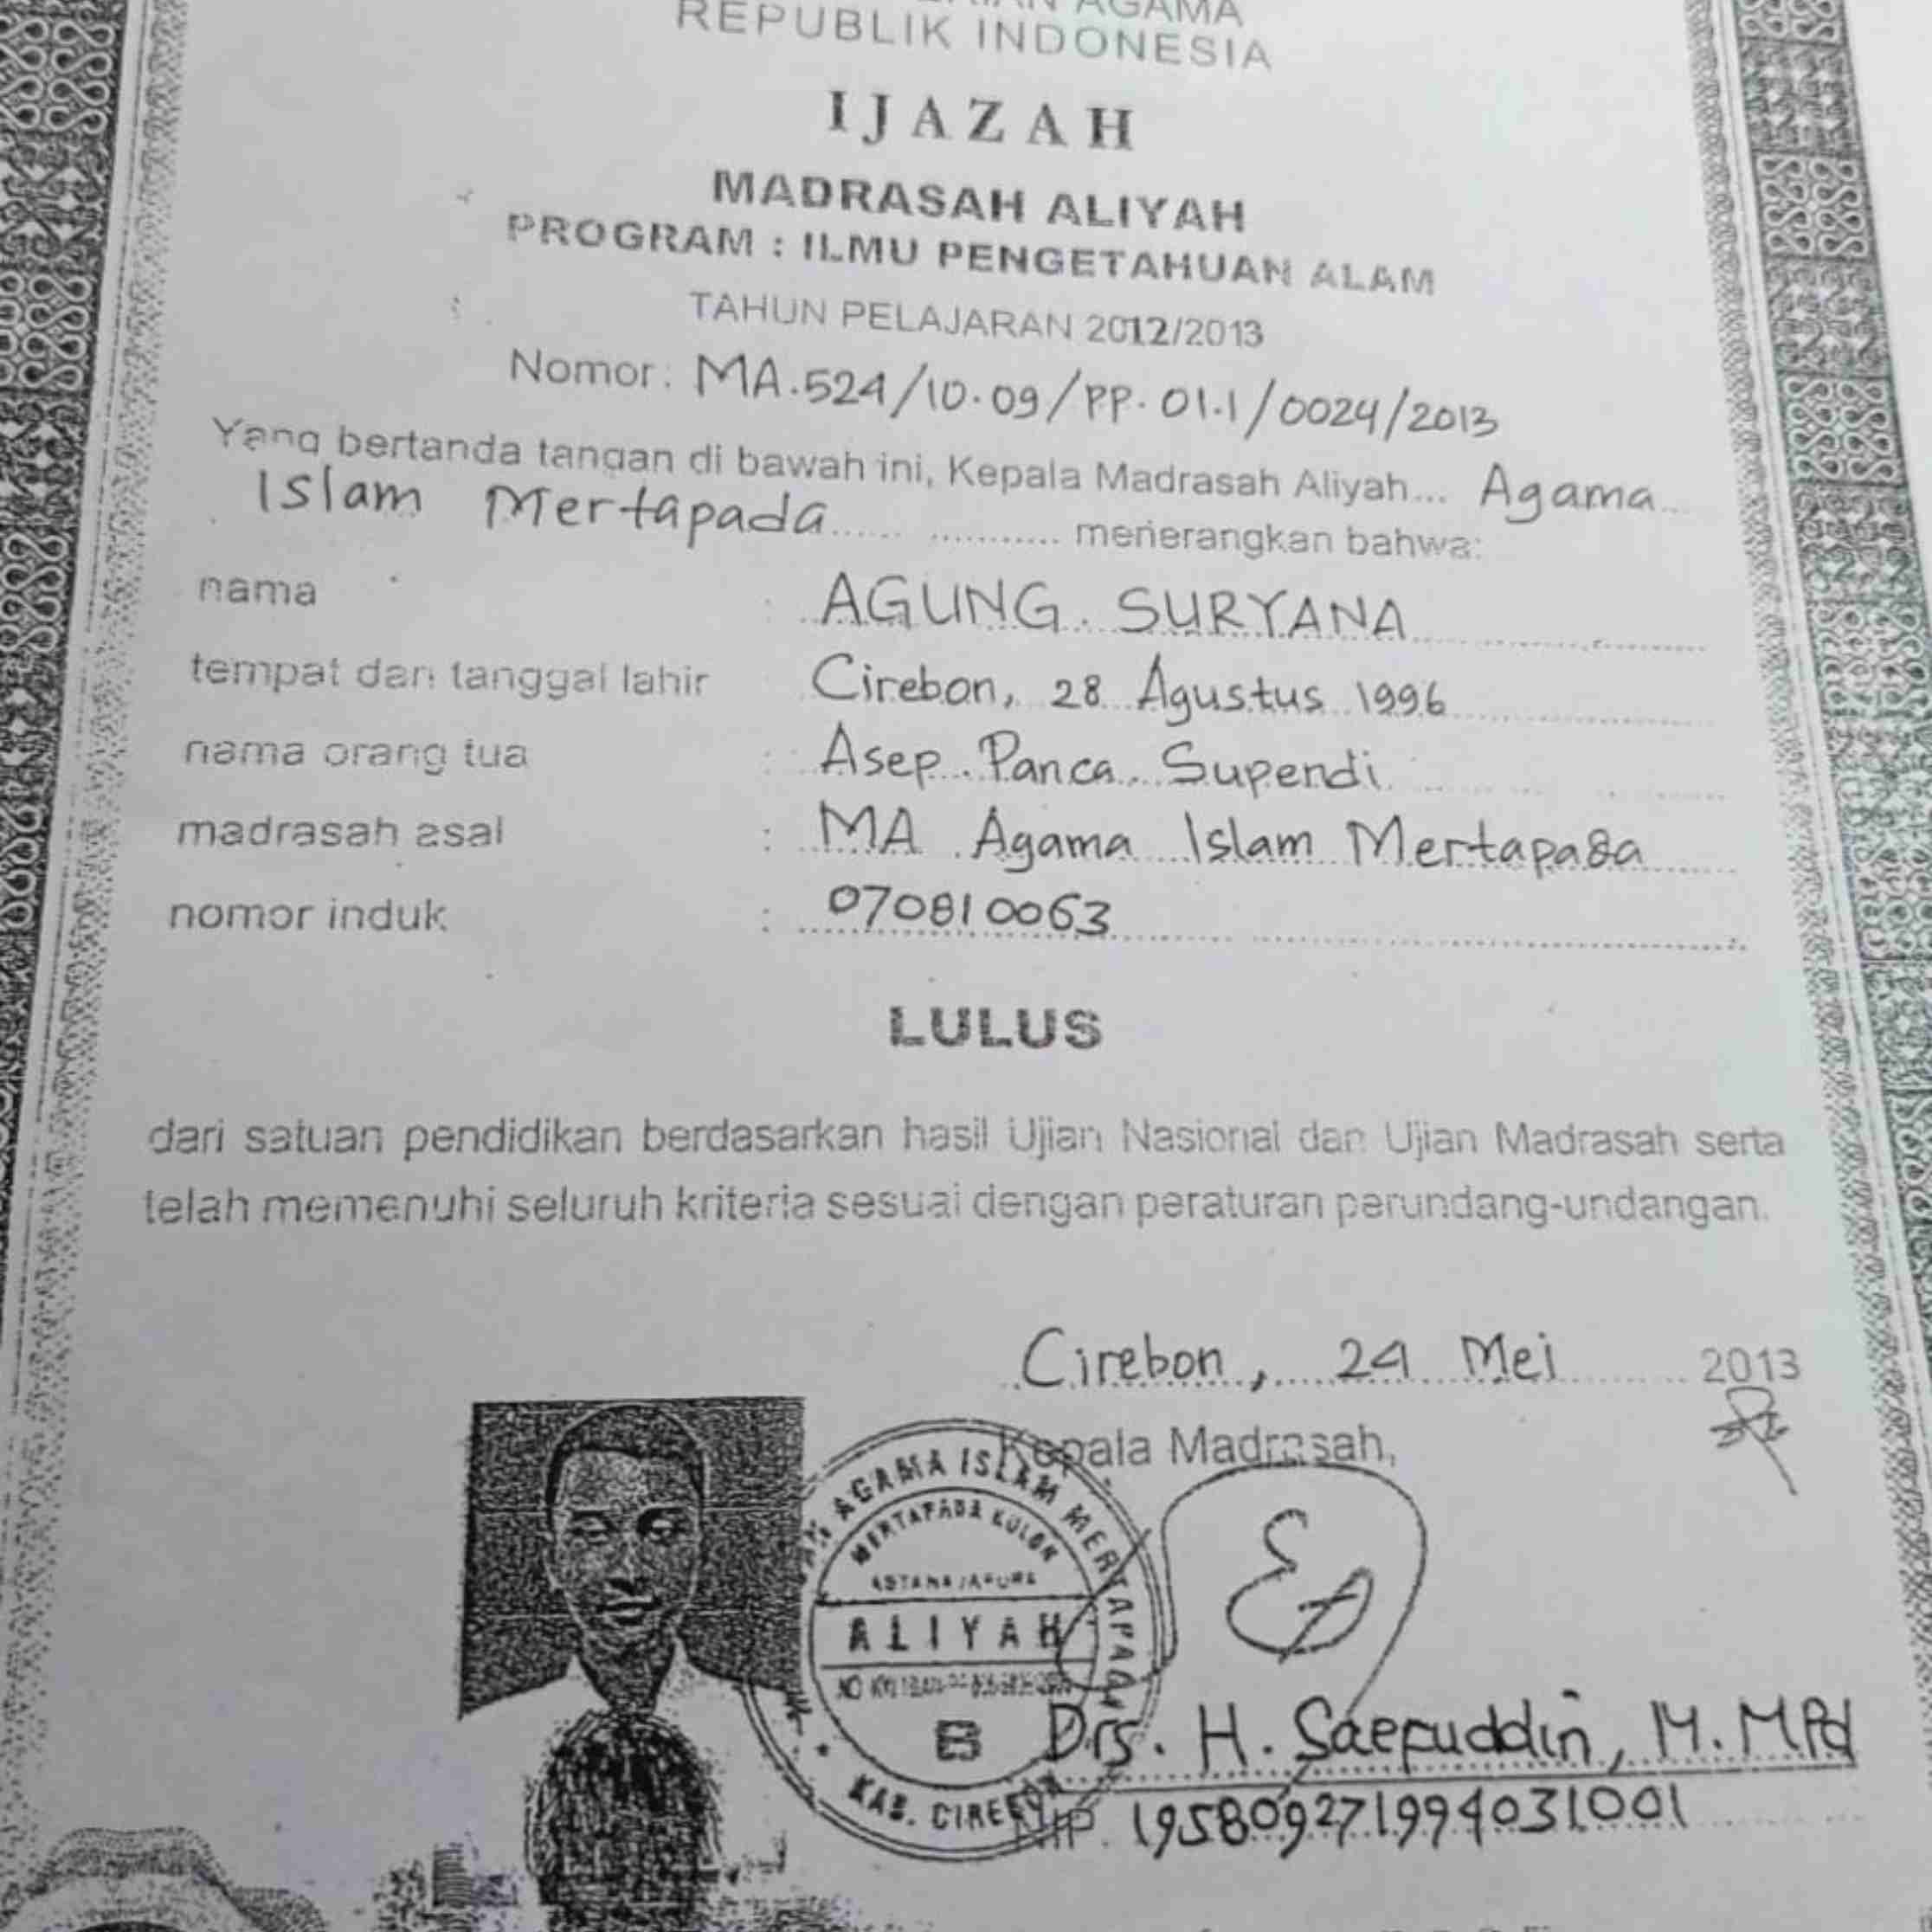 AGAMA
REPUBLIK INDONESIA
IJAZAH
MADRASAH ALIYAH
PROGRAM : ILMU PENGETAHUAN ALAM
TAHUN PELAJARAN 2012/2013
Nomor : MA.524/10.09/PP.01.1/0024/2013
Yang bertanda tangan di bawah ini, Kepala Madrasah Aliyah... Agama
Islam Mertapada ........... menerangkan bahwa:
nama : AGUNG SURYANA
tempat dan tanggal lahir Cirebon, 28 Agustus 1996
nama orang tua : Asep Panca Supendi
madrasah asal : MA Agama Islam Mertapada
nomor induk : 070810063
LULUS
dari satuan pendidikan berdasarkan hasil Ujian Nasional dan Ujian Madrasah serta
telah memenuhi seluruh kriteria sesuai dengan peraturan perundang-undangan.
Cirebon, 24 Mei 2013
Kepala Madrasah,
AGAMA ISLAM MERTAPADA
MERTAPADA KULON
ASTANAJAPURA
ALIYAH
B
KAB. CIREBON
Drs. H. Saepuddin, M.MPd
NIP. 195809271994031001